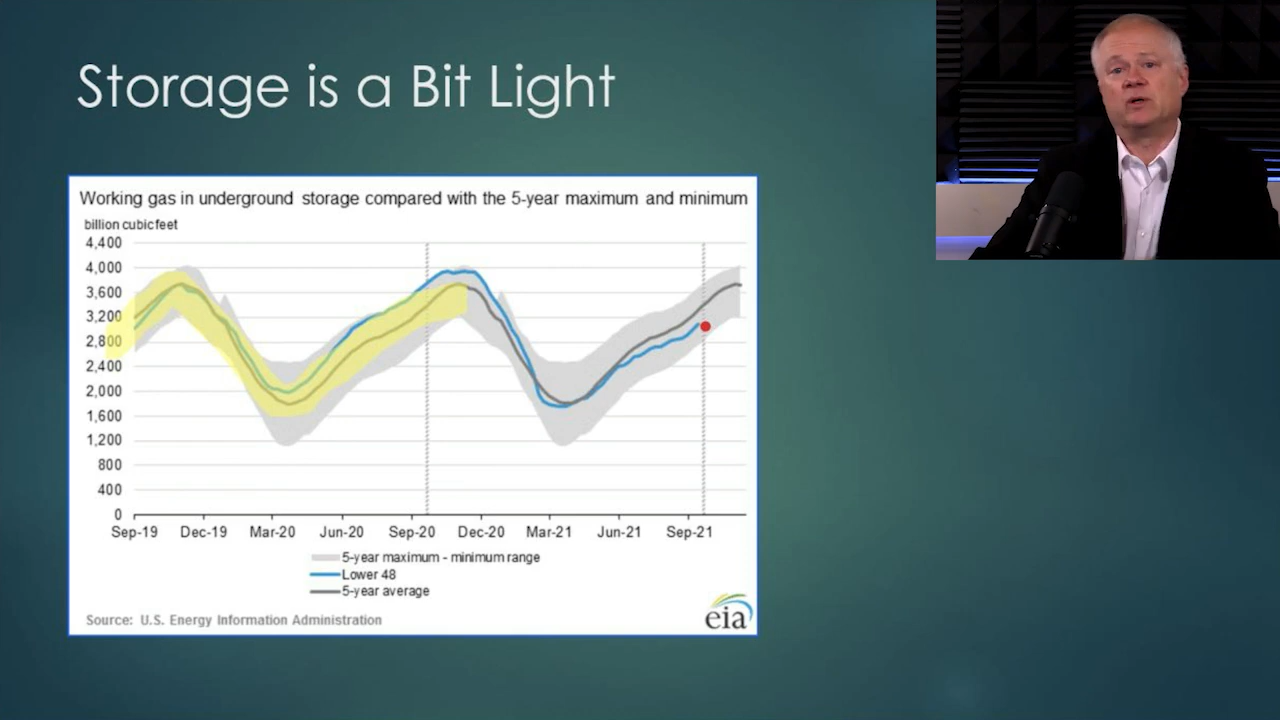 Storage is a Bit Light
Working gas in underground storage compared with the 5-year maximum and minimum
billion cubic feet
4,400
4,000
3,600
3,200
2,800
2,400
2,000
1,600
1,200
800
400
0
Sep-19 Dec-19 Mar-20 Jun-20 Sep-20 Dec-20 Mar-21 Jun-21 Sep-21
5-year maximum - minimum range
Lower 48
5-year average
Source: U.S. Energy Information Administration
eia